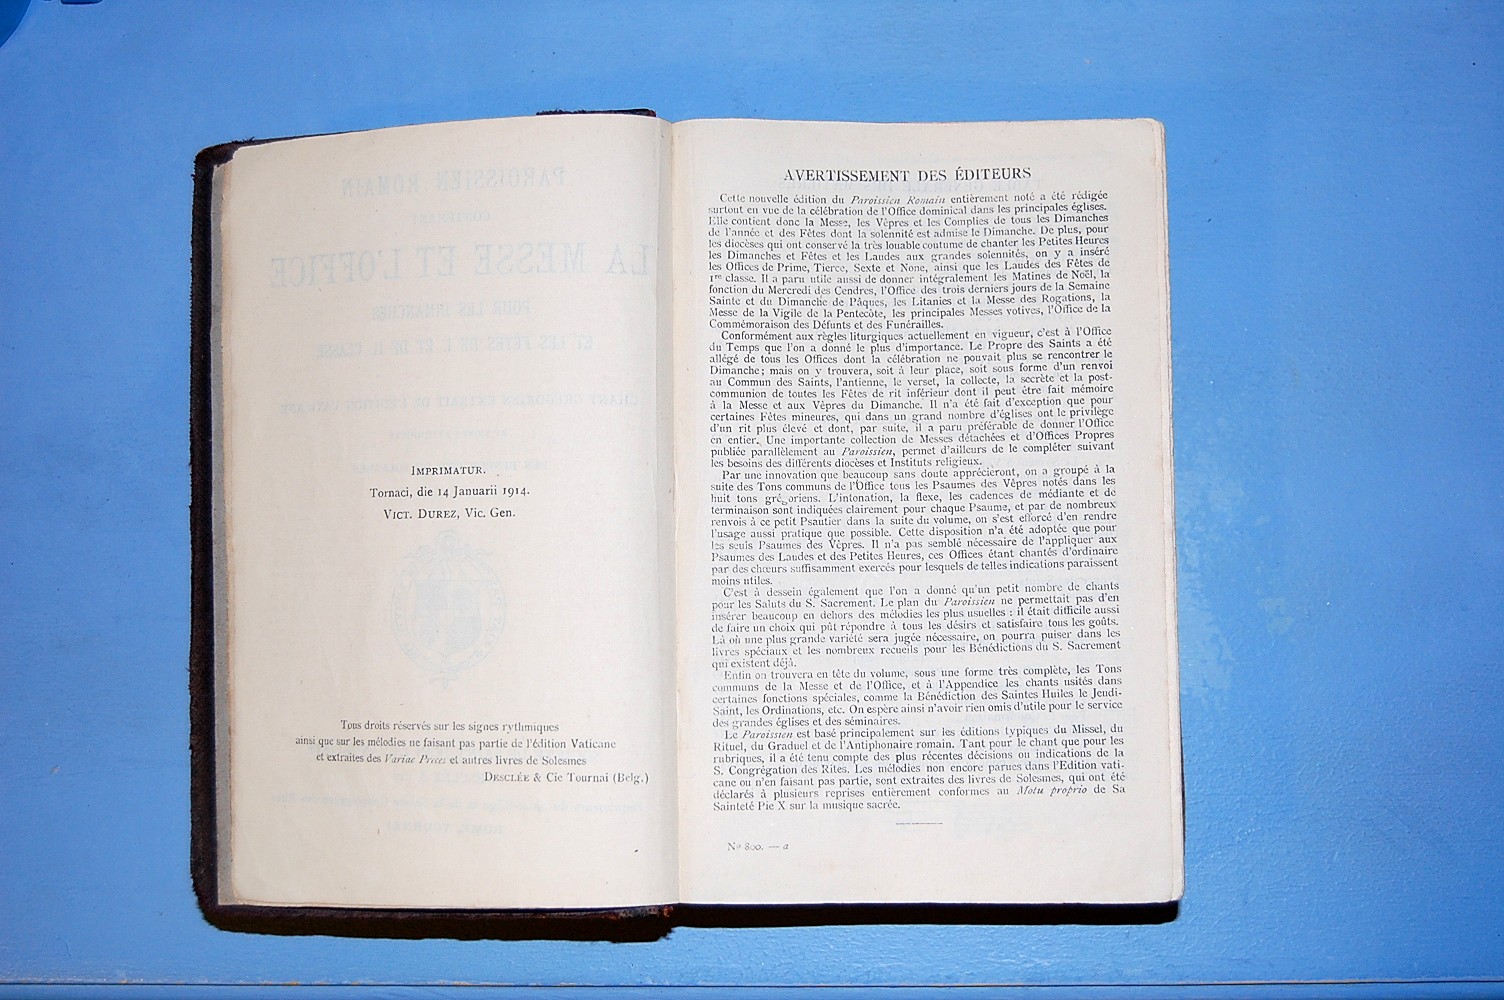 IMPRIMATUR.
Tornaci, die 14 Januarii 1914.
VICT. DUREZ, Vic. Gen.
Tous droits réservés sur les signes rythmiques
ainsi que sur les mélodies ne faisant pas partie de l'édition Vaticane
et extraites des Variae Preces et autres livres de Solesmes
DESCLÉE & Cie Tournai (Belg.)
AVERTISSEMENT DES ÉDITEURS
Cette nouvelle édition du Paroissien Romain entièrement noté a été rédigée
surtout en vue de la célébration de l'Office dominical dans les principales églises.
Elle contient donc la Messe, les Vêpres et les Complies de tous les Dimanches
de l'année et des Fêtes dont la solennité est admise le Dimanche. De plus, pour
les diocèses qui ont conservé la très louable coutume de chanter les Petites Heures
les Dimanches et Fêtes et les Laudes aux grandes solennités, on y a inséré
les Offices de Prime, Tierce, Sexte et None, ainsi que les Laudes des Fêtes de
1re classe. Il a paru utile aussi de donner intégralement les Matines de Noël, la
fonction du Mercredi des Cendres, l'Office des trois derniers jours de la Semaine
Sainte et du Dimanche de Pâques, les Litanies et la Messe des Rogations, la
Messe de la Vigile de la Pentecôte, les principales Messes votives, l'Office de la
Commémoraison des Défunts et des Funérailles.
Conformément aux règles liturgiques actuellement en vigueur, c'est à l'Office
du Temps que l'on a donné le plus d'importance. Le Propre des Saints a été
allégé de tous les Offices dont la célébration ne pouvait plus se rencontrer le
Dimanche; mais on y trouvera, soit à leur place, soit sous forme d'un renvoi
au Commun des Saints, l'antienne, le verset, la collecte, la secrète et la post-
communion de toutes les Fêtes de rit inférieur dont il peut être fait mémoire
à la Messe et aux Vêpres du Dimanche. Il n'a été fait d'exception que pour
certaines Fêtes mineures, qui dans un grand nombre d'églises ont le privilège
d'un rit plus élevé et dont, par suite, il a paru préférable de donner l'Office
en entier. Une importante collection de Messes détachées et d'Offices Propres
publiée parallèlement au Paroissien, permet d'ailleurs de le compléter suivant
les besoins des différents diocèses et Instituts religieux.
Par une innovation que beaucoup sans doute apprécieront, on a groupé à la
suite des Tons communs de l'Office tous les Psaumes des Vêpres notés dans les
huit tons grégoriens. L'intonation, la flexe, les cadences de médiante et de
terminaison sont indiquées clairement pour chaque Psaume, et par de nombreux
renvois à ce petit Psautier dans la suite du volume, on s'est efforcé d'en rendre
l'usage aussi pratique que possible. Cette disposition n'a été adoptée que pour
les seuls Psaumes des Vêpres. Il n'a pas semblé nécessaire de l'appliquer aux
Psaumes des Laudes et des Petites Heures, ces Offices étant chantés d'ordinaire
par des chœurs suffisamment exercés pour lesquels de telles indications paraissent
moins utiles.
C'est à dessein également que l'on a donné qu'un petit nombre de chants
pour les Saluts du S. Sacrement. Le plan du Paroissien ne permettait pas d'en
insérer beaucoup en dehors des mélodies les plus usuelles : il était difficile aussi
de faire un choix qui pût répondre à tous les désirs et satisfaire tous les goûts.
Là où une plus grande variété sera jugée nécessaire, on pourra puiser dans les
livres spéciaux et les nombreux recueils pour les Bénédictions du S. Sacrement
qui existent déjà.
Enfin on trouvera en tête du volume, sous une forme très complète, les Tons
communs de la Messe et de l'Office, et à l'Appendice les chants usités dans
certaines fonctions spéciales, comme la Bénédiction des Saintes Huiles le Jeudi-
Saint, les Ordinations, etc. On espère ainsi n'avoir rien omis d'utile pour le service
des grandes églises et des séminaires.
Le Paroissien est basé principalement sur les éditions typiques du Missel, du
Rituel, du Graduel et de l'Antiphonaire romain. Tant pour le chant que pour les
rubriques, il a été tenu compte des plus récentes décisions ou indications de la
S. Congrégation des Rites. Les mélodies non encore parues dans l'Edition vati-
cane ou n'en faisant pas partie, sont extraites des livres de Solesmes, qui ont été
déclarés à plusieurs reprises entièrement conformes au Motu proprio de Sa
Sainteté Pie X sur la musique sacrée.
No 800. — a